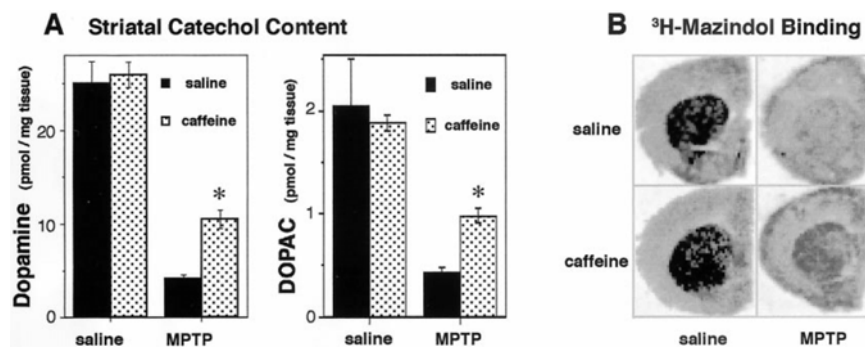 A Striatal Catechol Content
Dopamine (pmol / mg tissue)
20
10
0
saline
caffeine
*
saline MPTP
DOPAC (pmol / mg tissue)
2
1
0
saline
caffeine
*
saline MPTP
B ³H-Mazindol Binding
saline
caffeine
saline MPTP